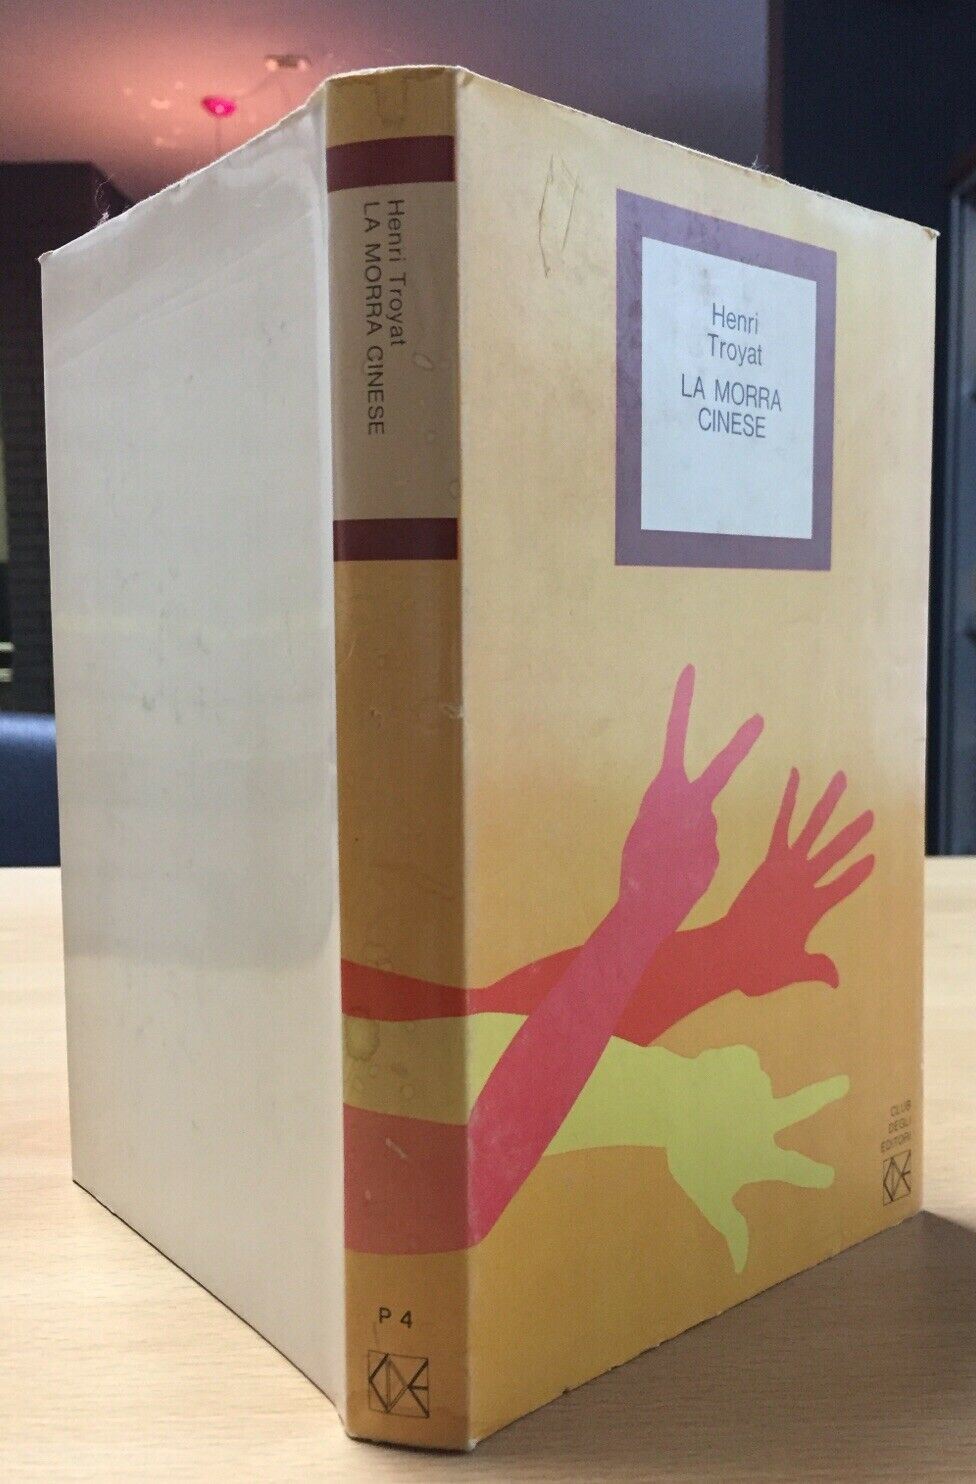 Henri Troyat
LA MORRA CINESE
P 4
Henri
Troyat
LA MORRA
CINESE
CLUB
DEGLI
EDITORI